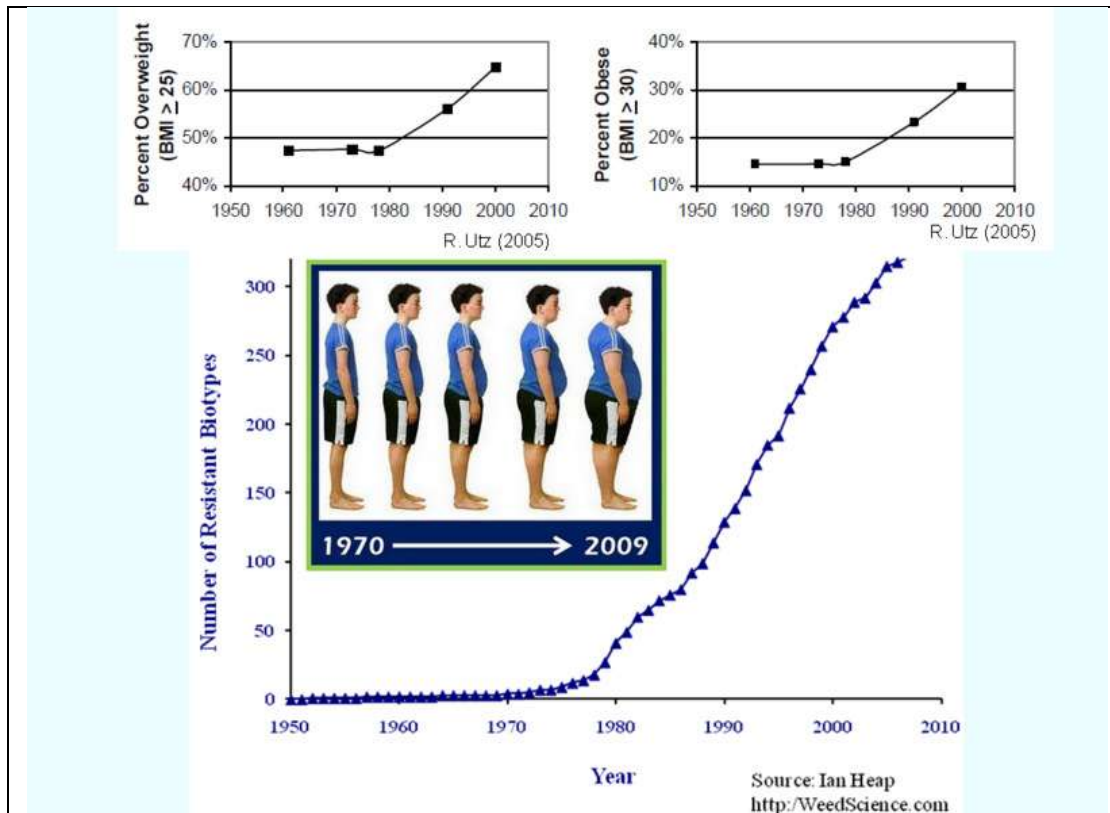 Percent Overweight
(BMI ≥ 25)
70%
60%
50%
40%
1950 1960 1970 1980 1990 2000 2010
R. Utz (2005)
Percent Obese
(BMI ≥ 30)
40%
30%
20%
10%
1950 1960 1970 1980 1990 2000 2010
R. Utz (2005)
Number of Resistant Biotypes
300
250
200
150
100
50
0
1970 2009
1950 1960 1970 1980 1990 2000 2010
Year
Source: Ian Heap
http:/WeedScience.com